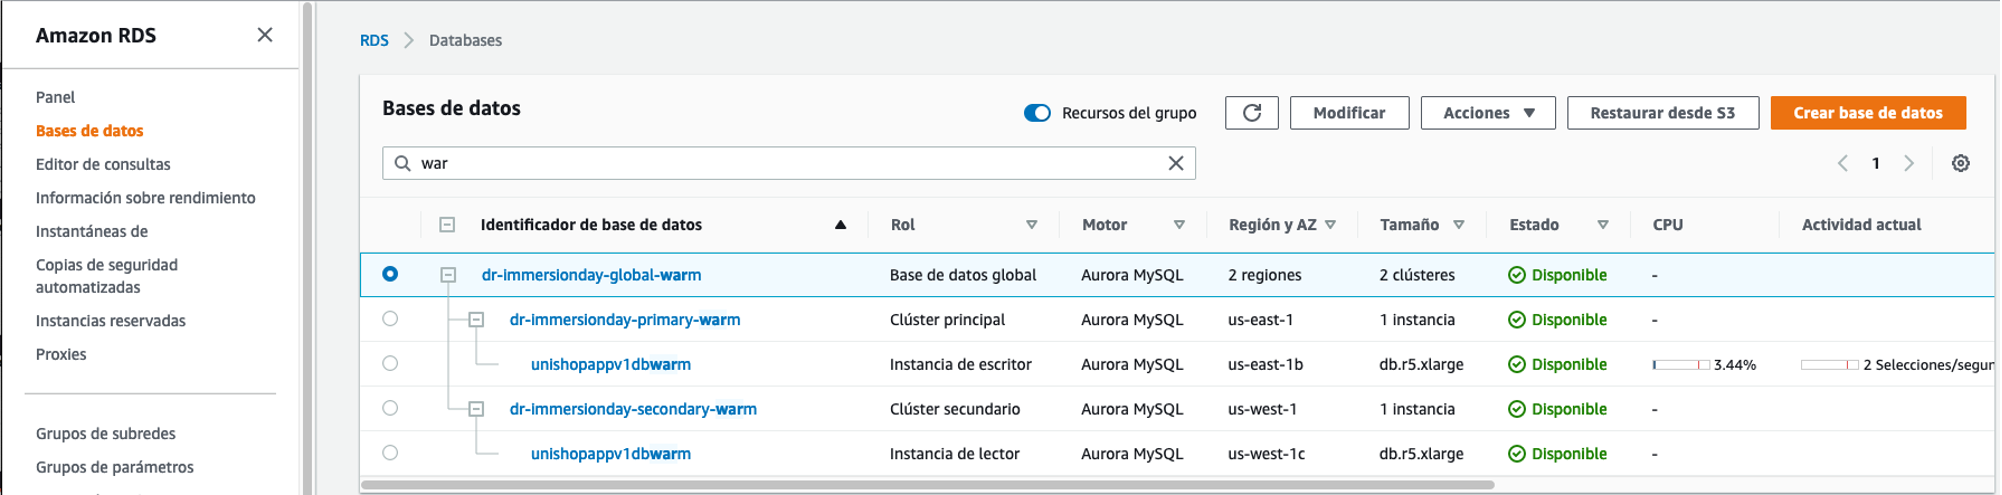 Amazon RDS
Panel
Bases de datos
Editor de consultas
Información sobre rendimiento
Instantáneas de
Copias de seguridad
automatizadas
Instancias reservadas
Proxies
Grupos de subredes
Grupos de parámetros
RDS Databases
Bases de datos
Recursos del grupo Modificar Acciones Restaurar desde S3 Crear base de datos
war 1
Identificador de base de datos Rol Motor Región y AZ Tamaño Estado CPU Actividad actual
dr-immersionday-global-warm Base de datos global Aurora MySQL 2 regiones 2 clústeres Disponible -
dr-immersionday-primary-warm Clúster principal Aurora MySQL us-east-1 1 instancia Disponible -
unishopappv1dbwarm Instancia de escritor Aurora MySQL us-east-1b db.r5.xlarge Disponible 3.44% 2 Selecciones/segun
dr-immersionday-secondary-warm Clúster secundario Aurora MySQL us-west-1 1 instancia Disponible -
unishopappv1dbwarm Instancia de lector Aurora MySQL us-west-1c db.r5.xlarge Disponible -